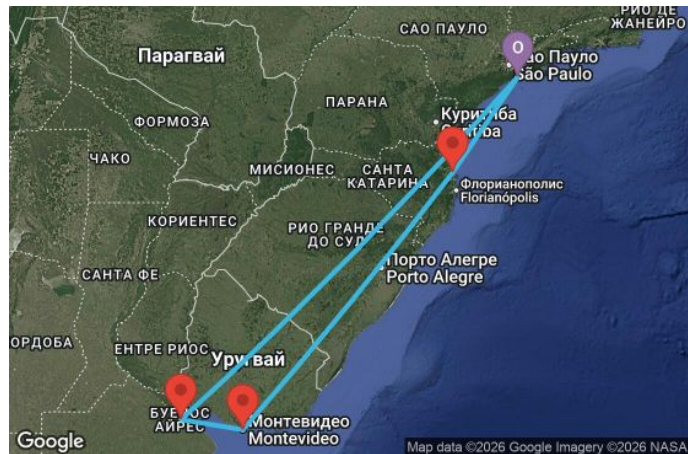 САО ПАУЛО
РИО ДЕ
ЖАНЕЙРО
Парагвай
О
Сао Пауло
São Paulo
ПАРАНА
Куритиба
Curitiba
ФОРМОЗА
ЧАКО
МИСИОНЕС
САНТА
КАТАРИНА
Флорианополис
Florianópolis
КОРИЕНТЕС
РИО ГРАНДЕ
ДО СУЛ
Порто Алегре
Porto Alegre
САНТА ФЕ
ОРДОБА
ЕНТРЕ РИОС
Уругвай
БУЕНОС
АЙРЕС
Монтевидео
Montevideo
Google
Map data ©2026 Google Imagery ©2026 NASA